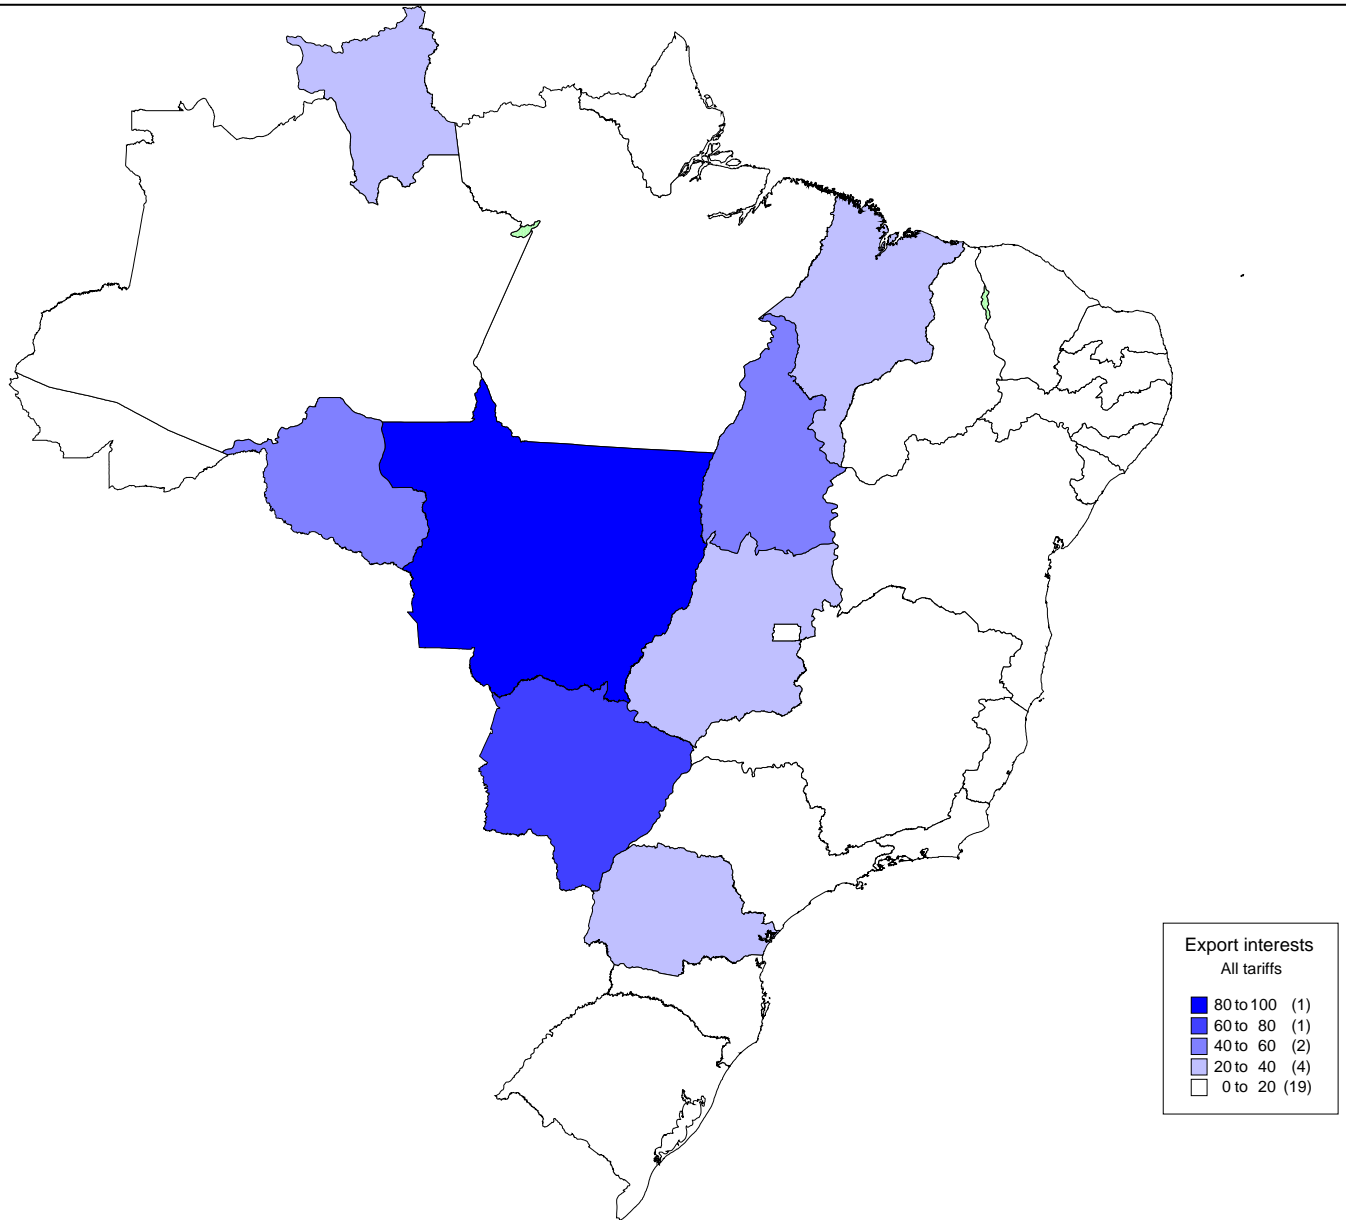 Export interests
All tariffs
80 to 100 (1)
60 to 80 (1)
40 to 60 (2)
20 to 40 (4)
0 to 20 (19)